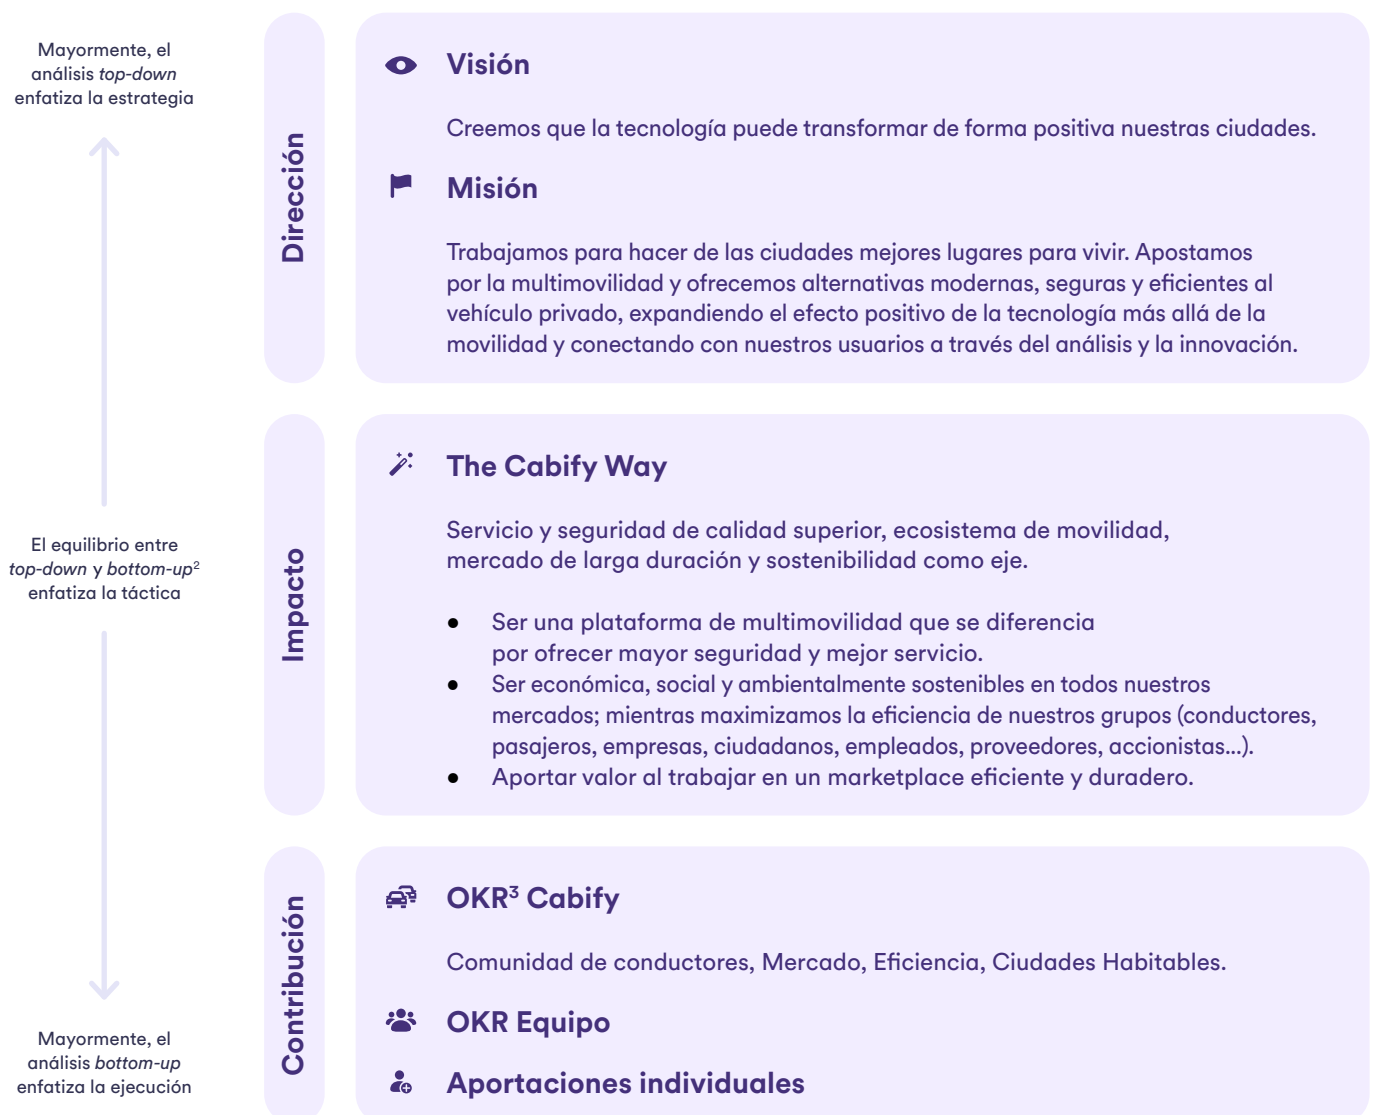 Mayormente, el
análisis top-down
enfatiza la estrategia
El equilibrio entre
top-down y bottom-up²
enfatiza la táctica
Mayormente, el
análisis bottom-up
enfatiza la ejecución
Dirección
Visión
Creemos que la tecnología puede transformar de forma positiva nuestras ciudades.
Misión
Trabajamos para hacer de las ciudades mejores lugares para vivir. Apostamos
por la multimovilidad y ofrecemos alternativas modernas, seguras y eficientes al
vehículo privado, expandiendo el efecto positivo de la tecnología más allá de la
movilidad y conectando con nuestros usuarios a través del análisis y la innovación.
Impacto
The Cabify Way
Servicio y seguridad de calidad superior, ecosistema de movilidad,
mercado de larga duración y sostenibilidad como eje.
● Ser una plataforma de multimovilidad que se diferencia
por ofrecer mayor seguridad y mejor servicio.
● Ser económica, social y ambientalmente sostenibles en todos nuestros
mercados; mientras maximizamos la eficiencia de nuestros grupos (conductores,
pasajeros, empresas, ciudadanos, empleados, proveedores, accionistas...).
● Aportar valor al trabajar en un marketplace eficiente y duradero.
Contribución
OKR³ Cabify
Comunidad de conductores, Mercado, Eficiencia, Ciudades Habitables.
OKR Equipo
Aportaciones individuales